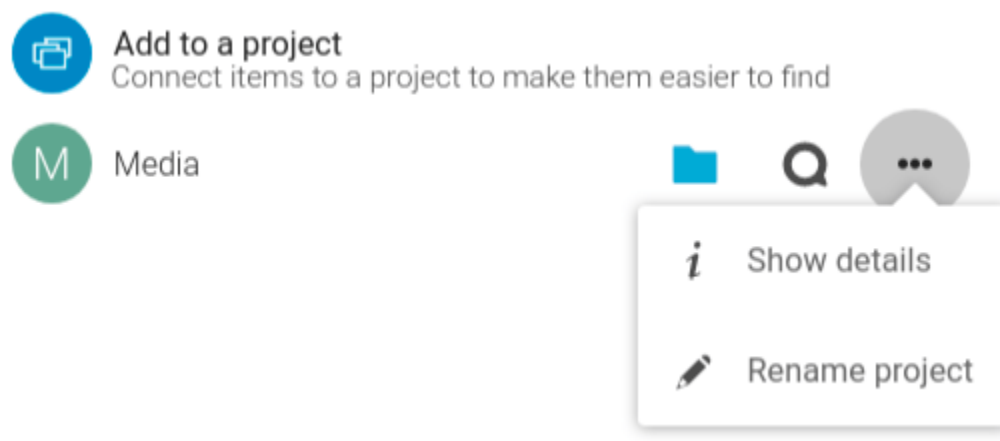 Add to a project
Connect items to a project to make them easier to find
M Media
Show details
Rename project